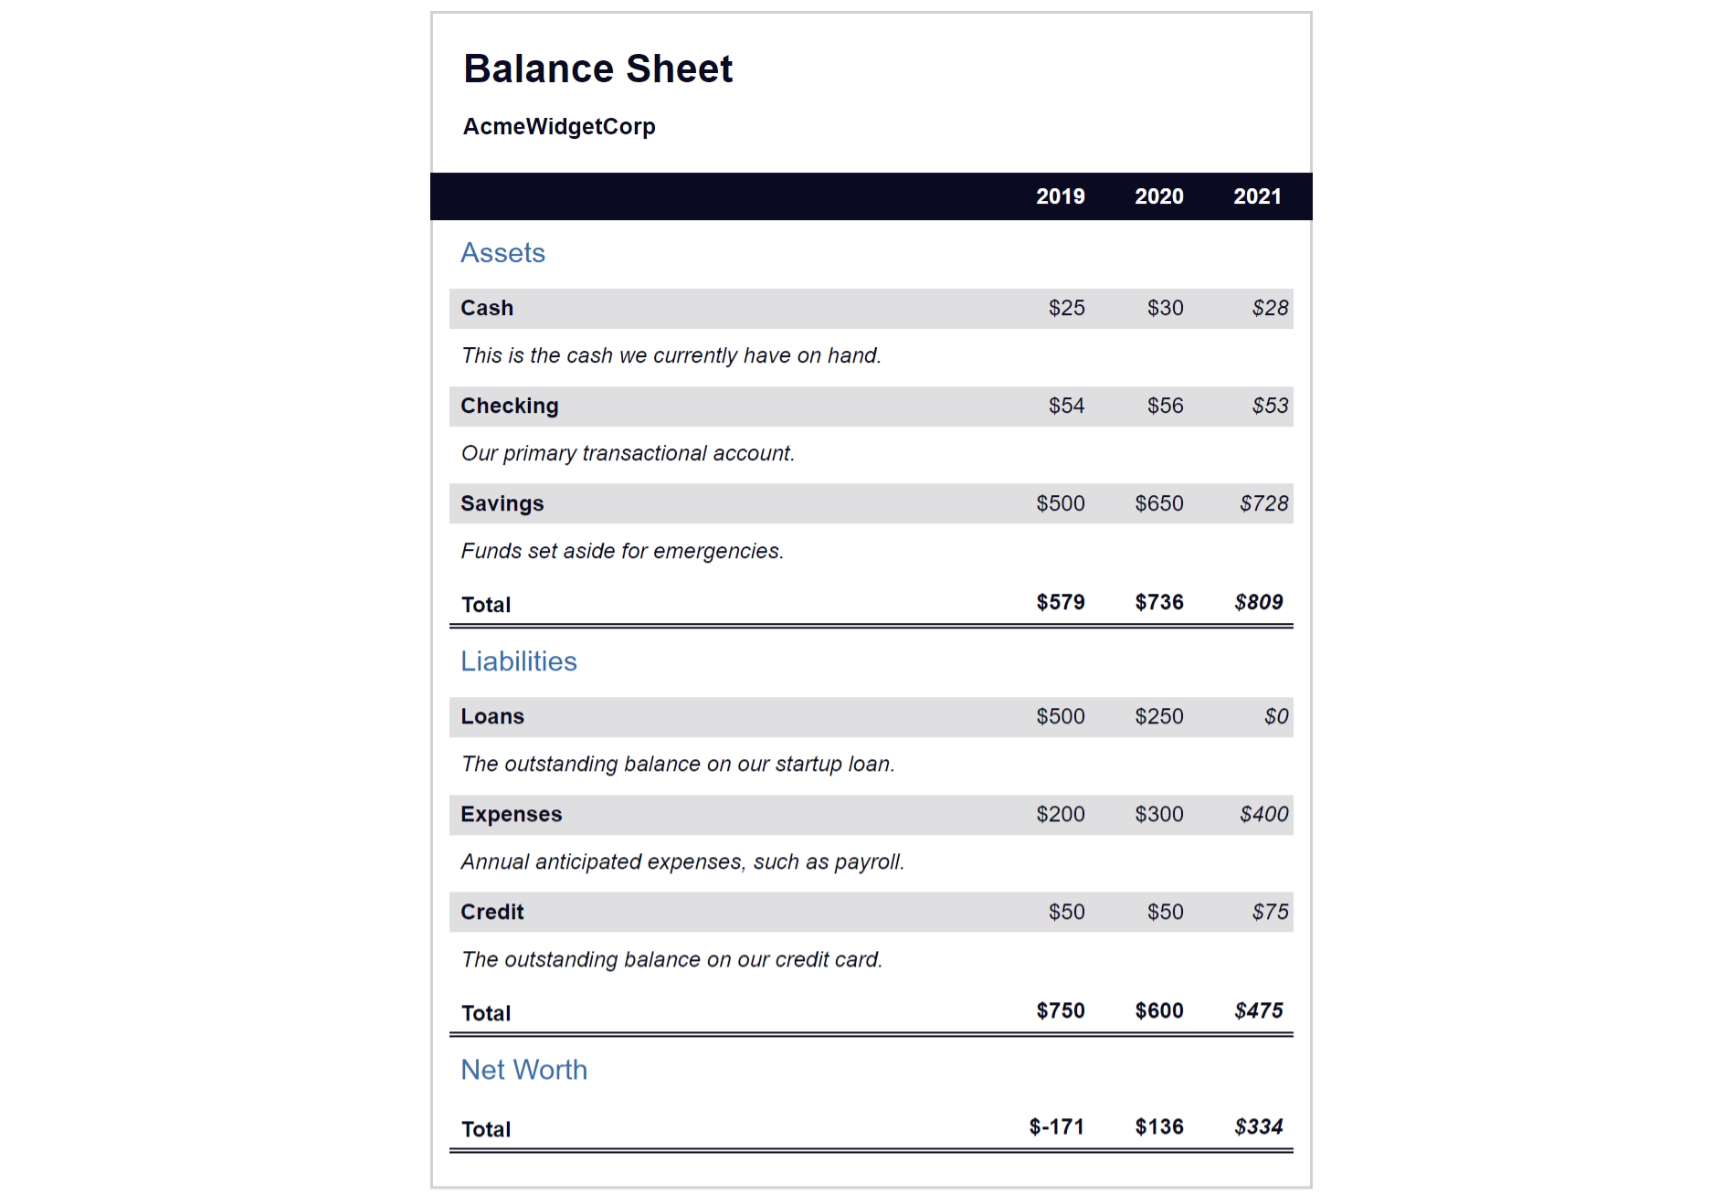 Balance Sheet
AcmeWidgetCorp
2019 2020 2021
Assets
Cash $25 $30 $28
This is the cash we currently have on hand.
Checking $54 $56 $53
Our primary transactional account.
Savings $500 $650 $728
Funds set aside for emergencies.
Total $579 $736 $809
Liabilities
Loans $500 $250 $0
The outstanding balance on our startup loan.
Expenses $200 $300 $400
Annual anticipated expenses, such as payroll.
Credit $50 $50 $75
The outstanding balance on our credit card.
Total $750 $600 $475
Net Worth
Total $-171 $136 $334